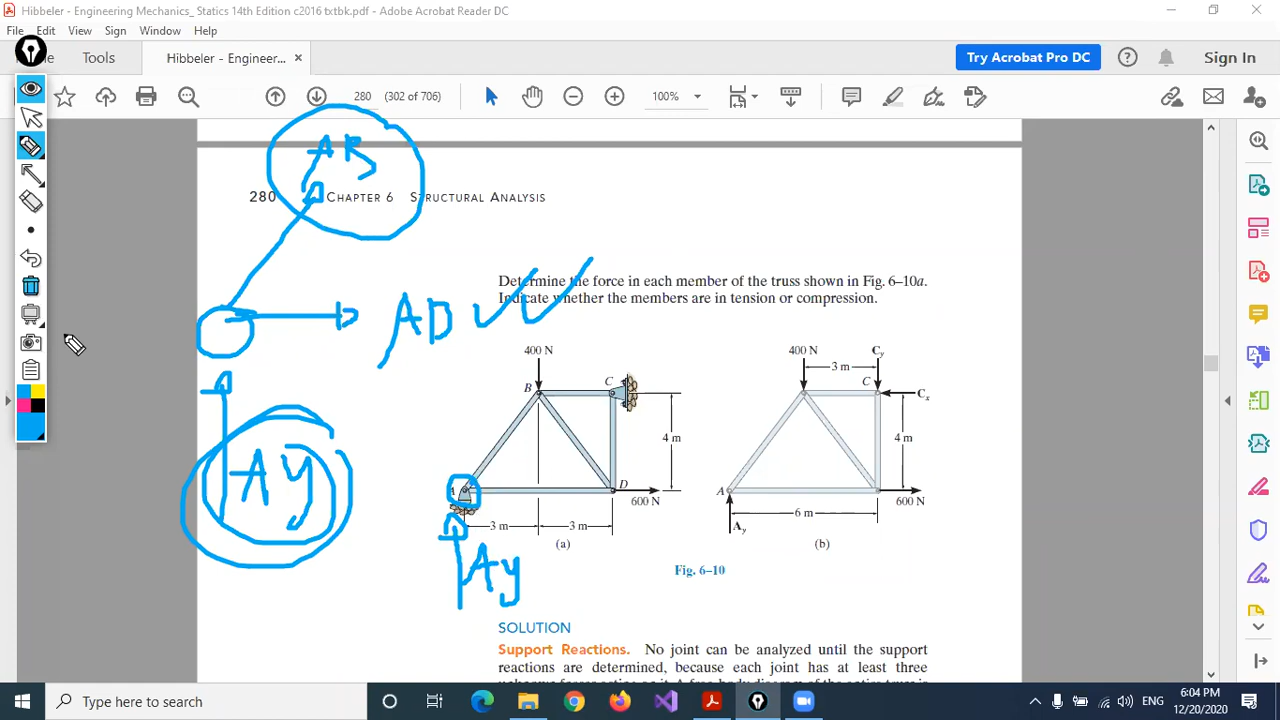 Hibbeler - Engineering Mechanics_ Statics 14th Edition c2016 txtbk.pdf - Adobe Acrobat Reader DC
File Edit View Sign Window Help
Tools Hibbeler - Engineer... × Try Acrobat Pro DC Sign In
280 (302 of 706) 100%
AB
280 CHAPTER 6 STRUCTURAL ANALYSIS
Determine the force in each member of the truss shown in Fig. 6–10a.
Indicate whether the members are in tension or compression.
AD
400 N 400 N Cy
3 m
B C C Cx
4 m 4 m
A D A
600 N 600 N
3 m 3 m 6 m
Ay
(a) (b)
Ay
Ay
Fig. 6–10
SOLUTION
Support Reactions. No joint can be analyzed until the support
reactions are determined, because each joint has at least three
Type here to search
ENG
6:04 PM
12/20/2020